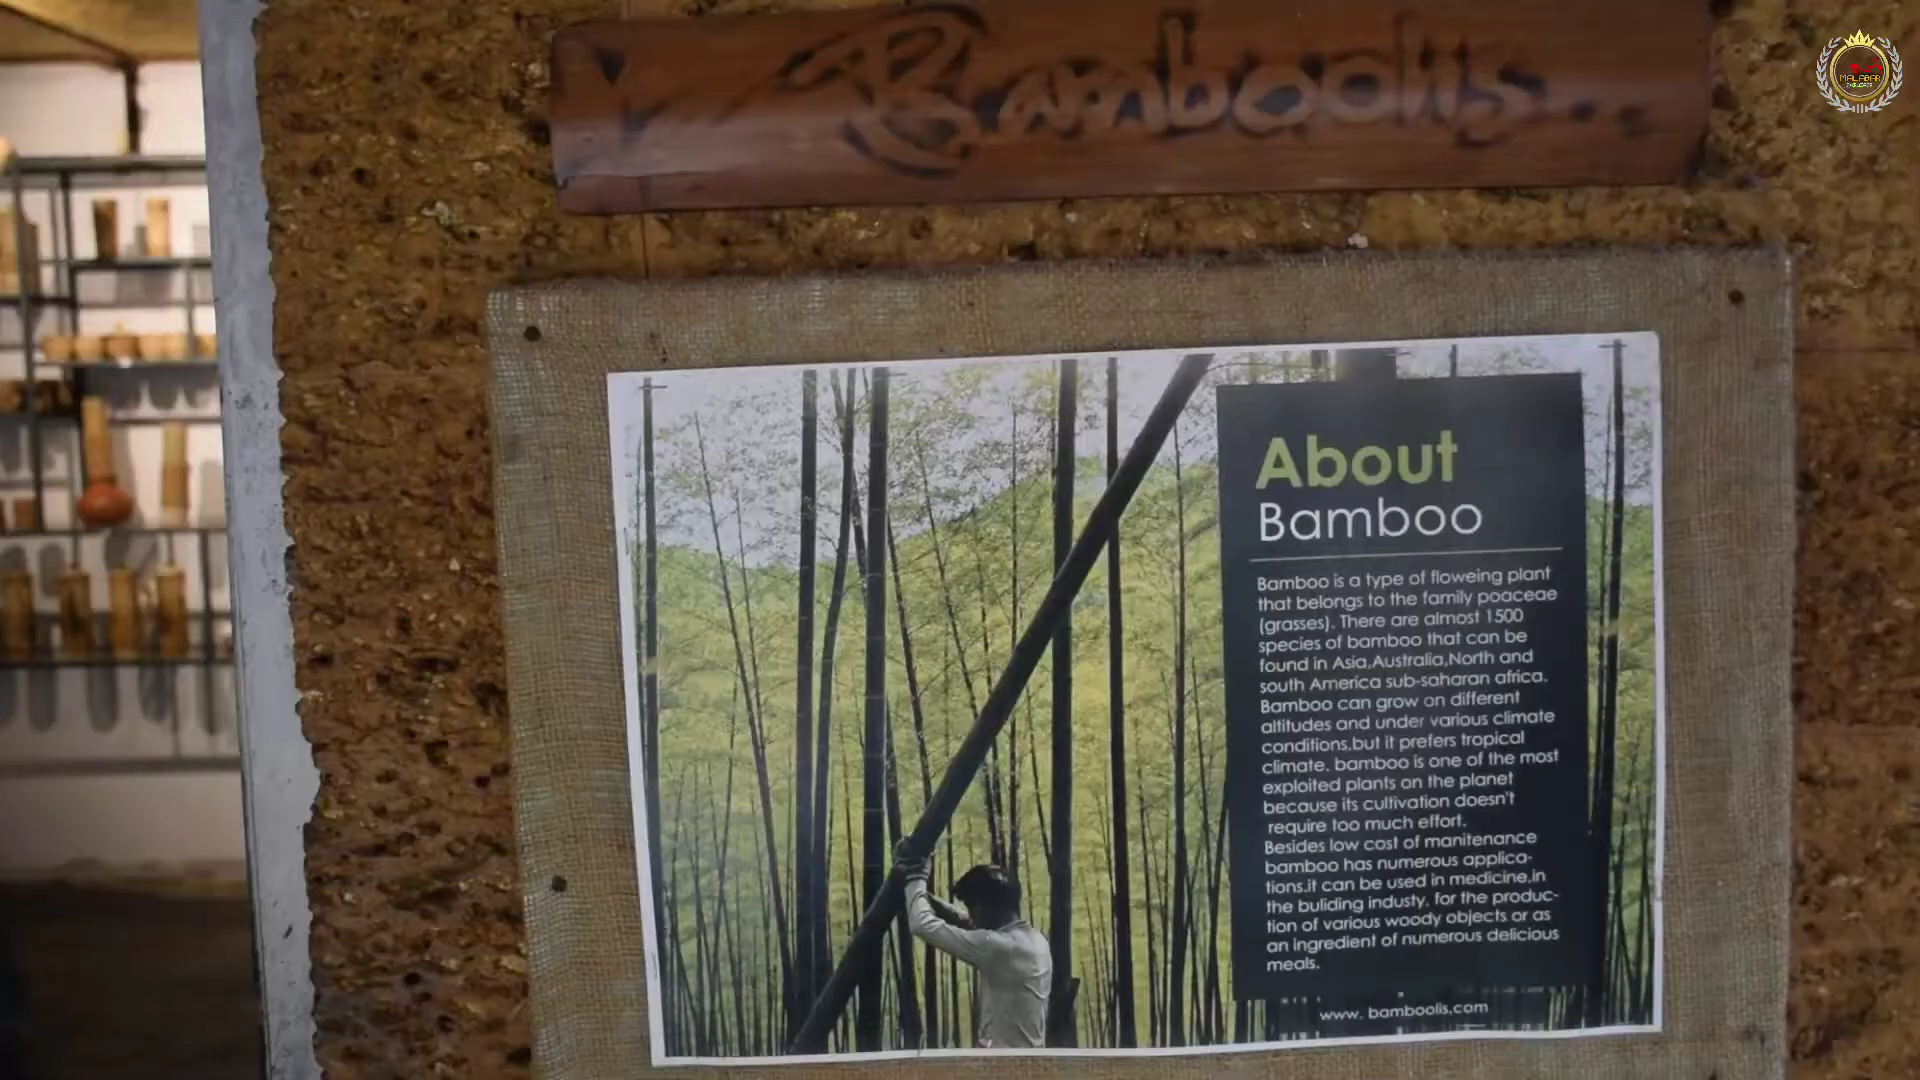 Bamboolis...
MALABAR
About
Bamboo
Bamboo is a type of floweing plant
that belongs to the family poaceae
(grasses). There are almost 1500
species of bamboo that can be
found in Asia,Australia,North and
south America sub-saharan africa.
Bamboo can grow on different
altitudes and under various climate
conditions.but it prefers tropical
climate. bamboo is one of the most
exploited plants on the planet
because its cultivation doesn't
require too much effort.
Besides low cost of manitenance
bamboo has numerous applica-
tions.it can be used in medicine,in
the buliding industy. for the produc-
tion of various woody objects or as
an ingredient of numerous delicious
meals.
www. bamboolis.com